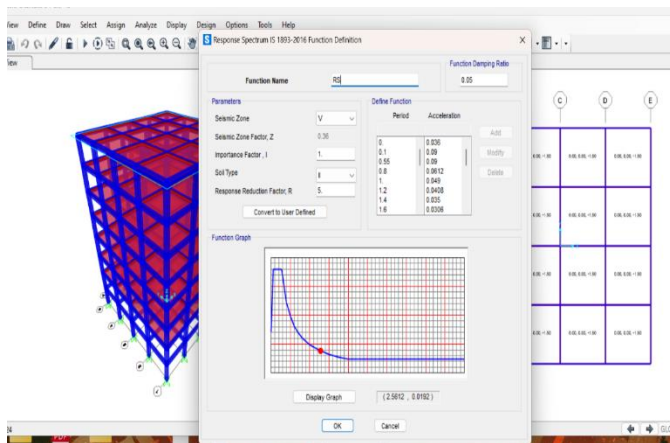 View Define Draw Select Assign Analyze Display Design Options Tools Help
Response Spectrum IS 1893-2016 Function Definition
Function Damping Ratio
Function Name RS 0.05
Parameters Define Function
Seismic Zone V Period Acceleration
Seismic Zone Factor, Z 0.36
Importance Factor , I 1.
Soil Type II
Response Reduction Factor, R 5.
Convert to User Defined
0. 0.036
0.1 0.09
0.55 0.09
0.8 0.0612
1. 0.049
1.2 0.0408
1.4 0.035
1.6 0.0306
Add
Modify
Delete
Function Graph
Display Graph (2.5612 , 0.0192)
OK Cancel
C D E